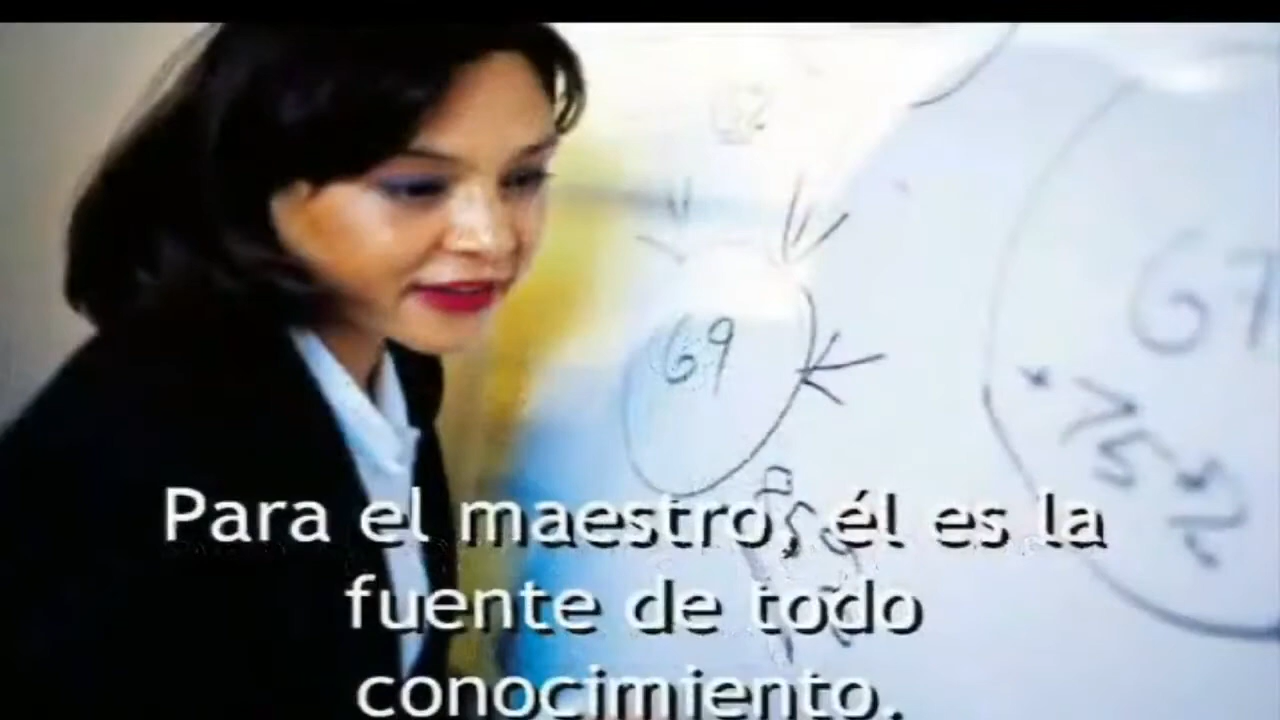 69
67
Para el maestro, él es la
fuente de todo
conocimiento.